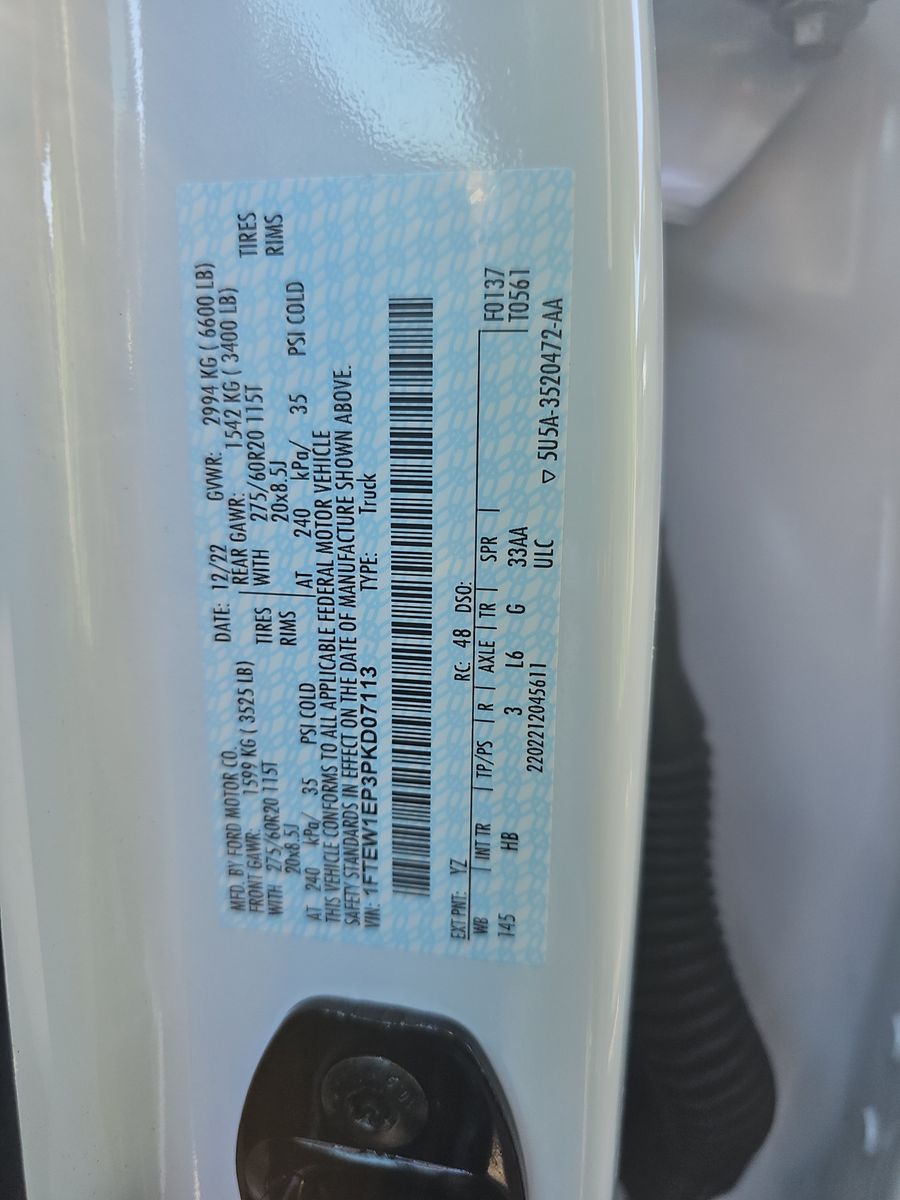 MFD. BY FORD MOTOR CO. DATE: 12/22 GVWR: 2994 KG ( 6600 LB)
FRONT GAWR: 1599 KG ( 3525 LB) REAR GAWR: 1542 KG ( 3400 LB)
WITH 275/60R20 115T TIRES WITH 275/60R20 115T TIRES
20x8.5J RIMS 20x8.5J RIMS
AT 240 kPa/ 35 PSI COLD AT 240 kPa/ 35 PSI COLD
THIS VEHICLE CONFORMS TO ALL APPLICABLE FEDERAL MOTOR VEHICLE
SAFETY STANDARDS IN EFFECT ON THE DATE OF MANUFACTURE SHOWN ABOVE.
VIN: 1FTEW1EP3PKD07113 TYPE: Truck
EXT PNT: YZ RC: 48 DSO:
WB INT TR TP/PS R AXLE TR SPR F0137
145 HB 3 L6 G 33AA T0561
2202212045611 ULC ▽ 5U5A-3520472-AA